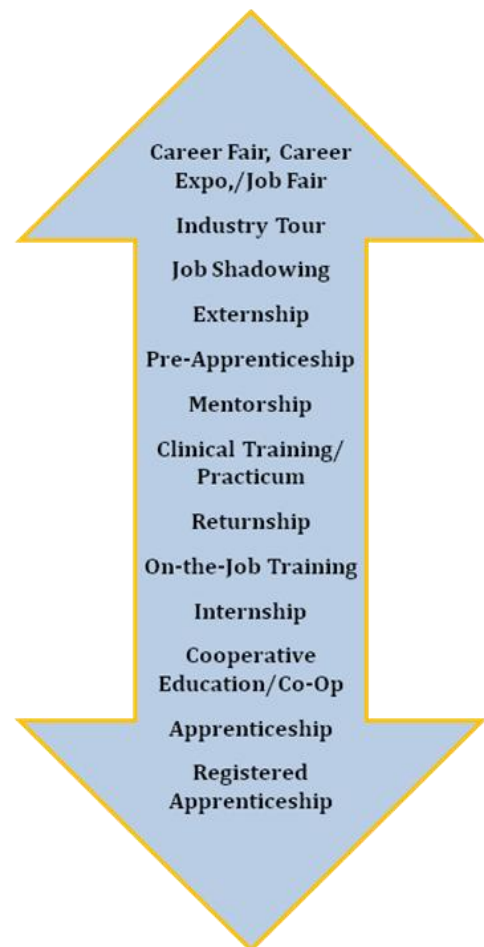 Career Fair, Career
Expo,/Job Fair
Industry Tour
Job Shadowing
Externship
Pre-Apprenticeship
Mentorship
Clinical Training/
Practicum
Returnship
On-the-Job Training
Internship
Cooperative
Education/Co-Op
Apprenticeship
Registered
Apprenticeship